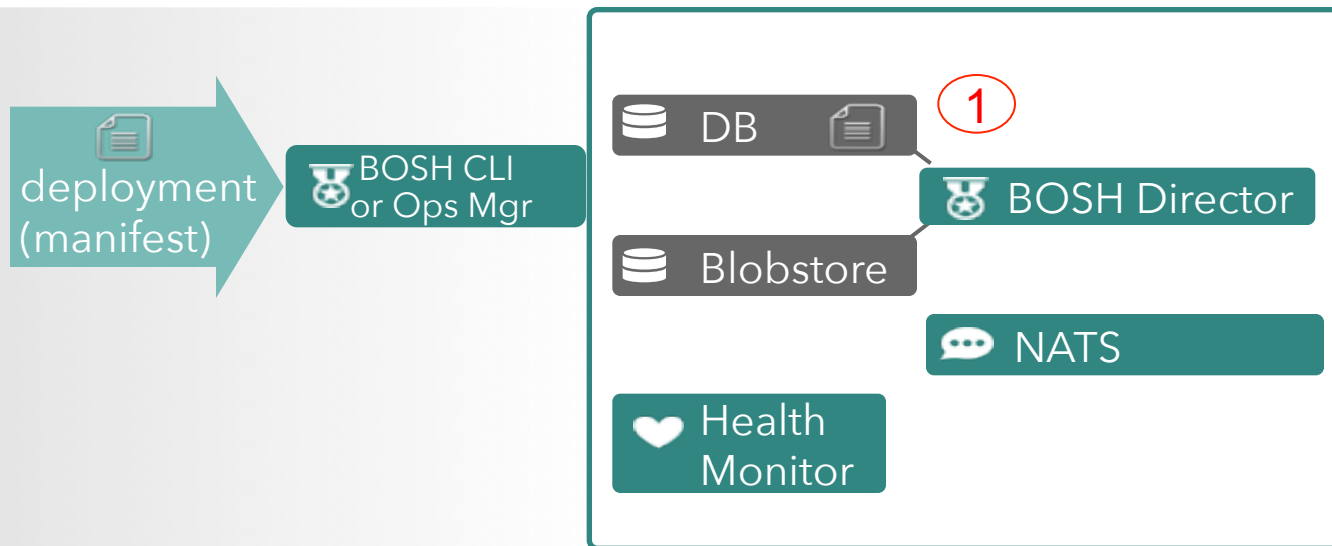 deployment
(manifest)
BOSH CLI
or Ops Mgr
DB
1
BOSH Director
Blobstore
NATS
Health
Monitor